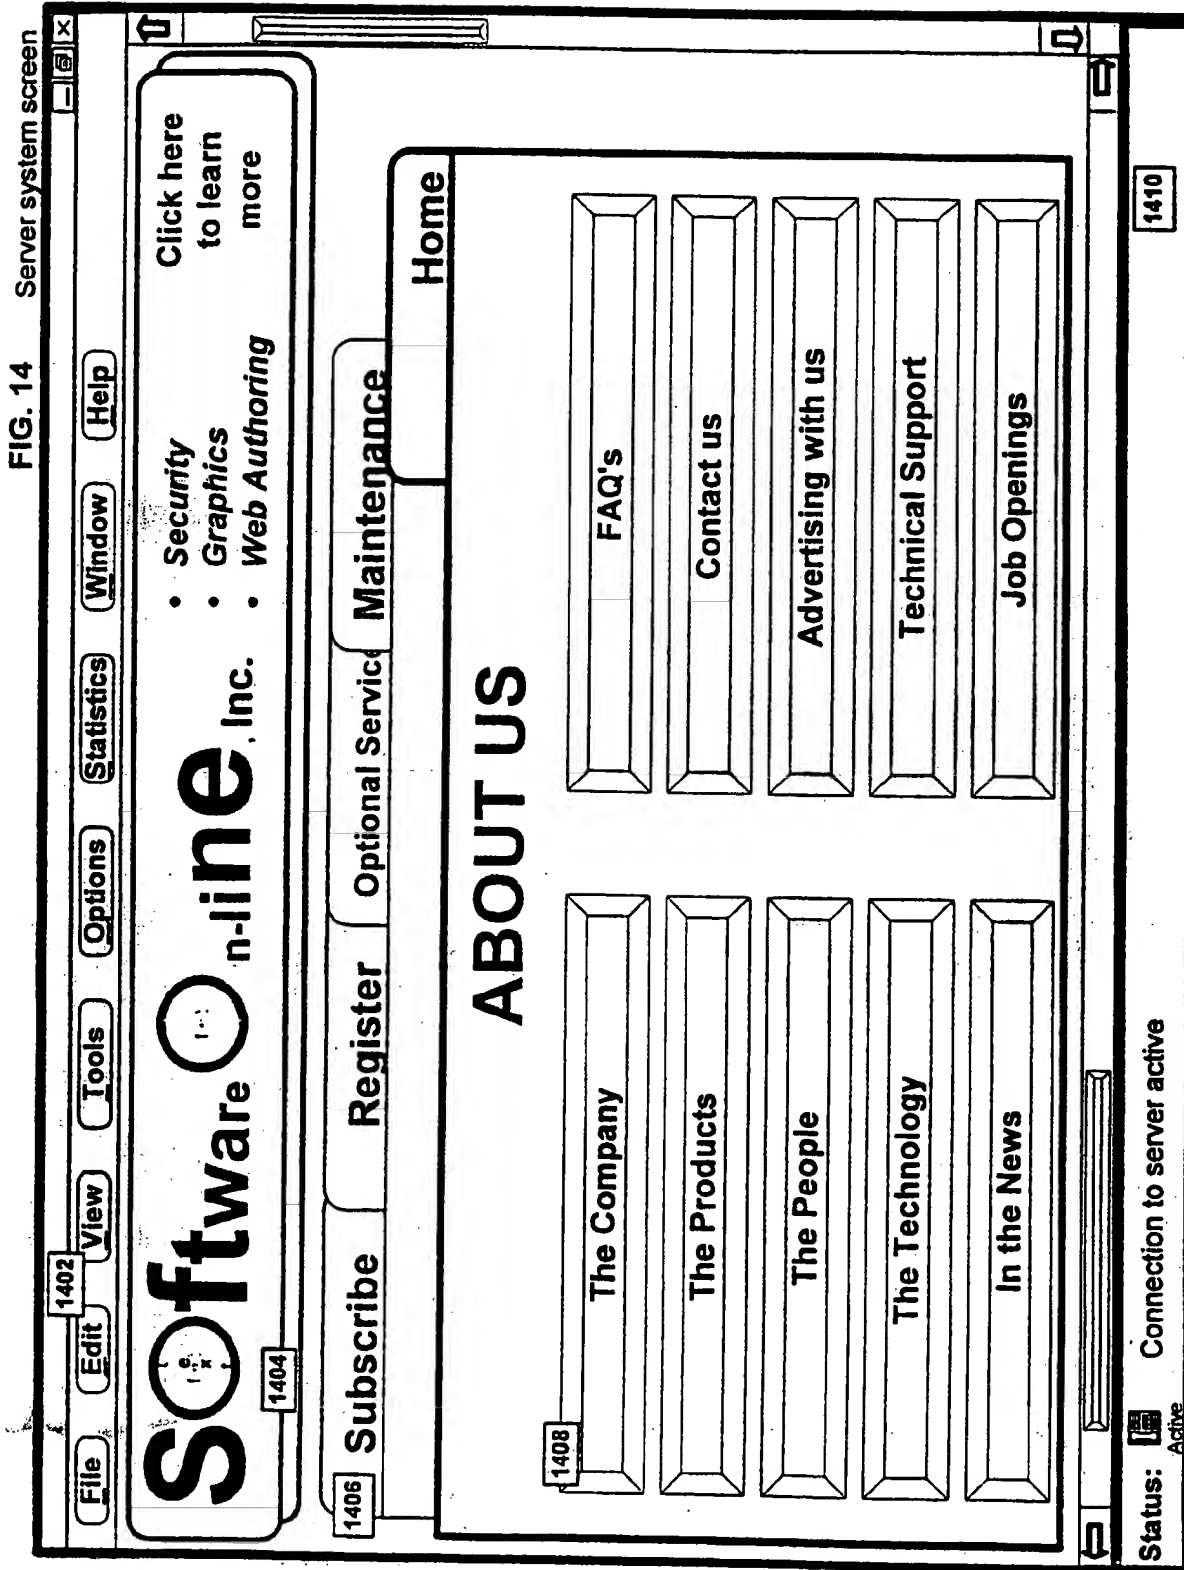 FIG. 14 Server system screen
1402
File Edit View Tools Options Statistics Window Help
Software On-line, Inc.
• Security
• Graphics
• Web Authoring
Click here
to learn
more
1404
1406
Subscribe Register Optional Service Maintenance
Home
ABOUT US
1408
The Company FAQ's
The Products Contact us
The People Advertising with us
The Technology Technical Support
In the News Job Openings
Status: Connection to server active
Active
1410